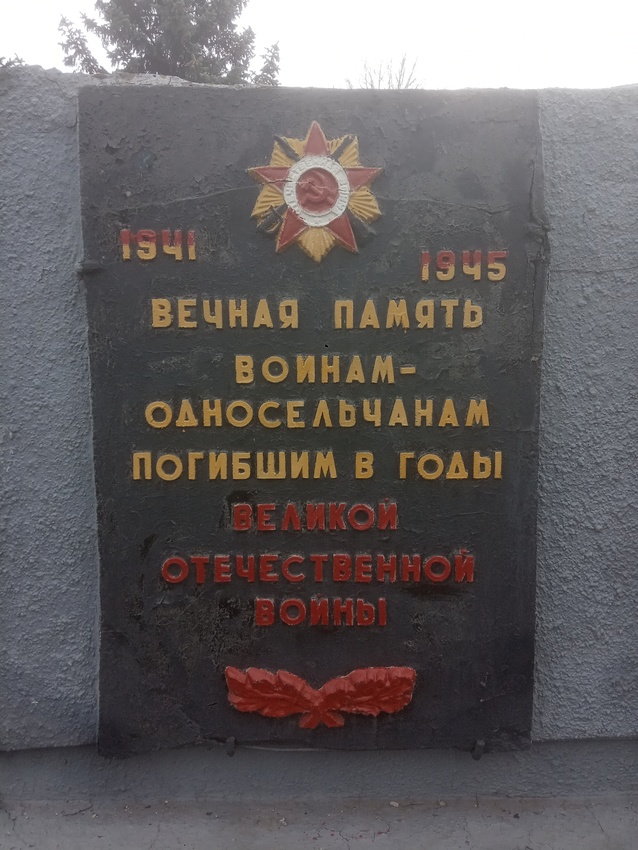 1941
1945
ВЕЧНАЯ ПАМЯТЬ
ВОИНАМ-
ОДНОСЕЛЬЧАНАМ
ПОГИБШИМ В ГОДЫ
ВЕЛИКОЙ
ОТЕЧЕСТВЕННОЙ
ВОЙНЫ